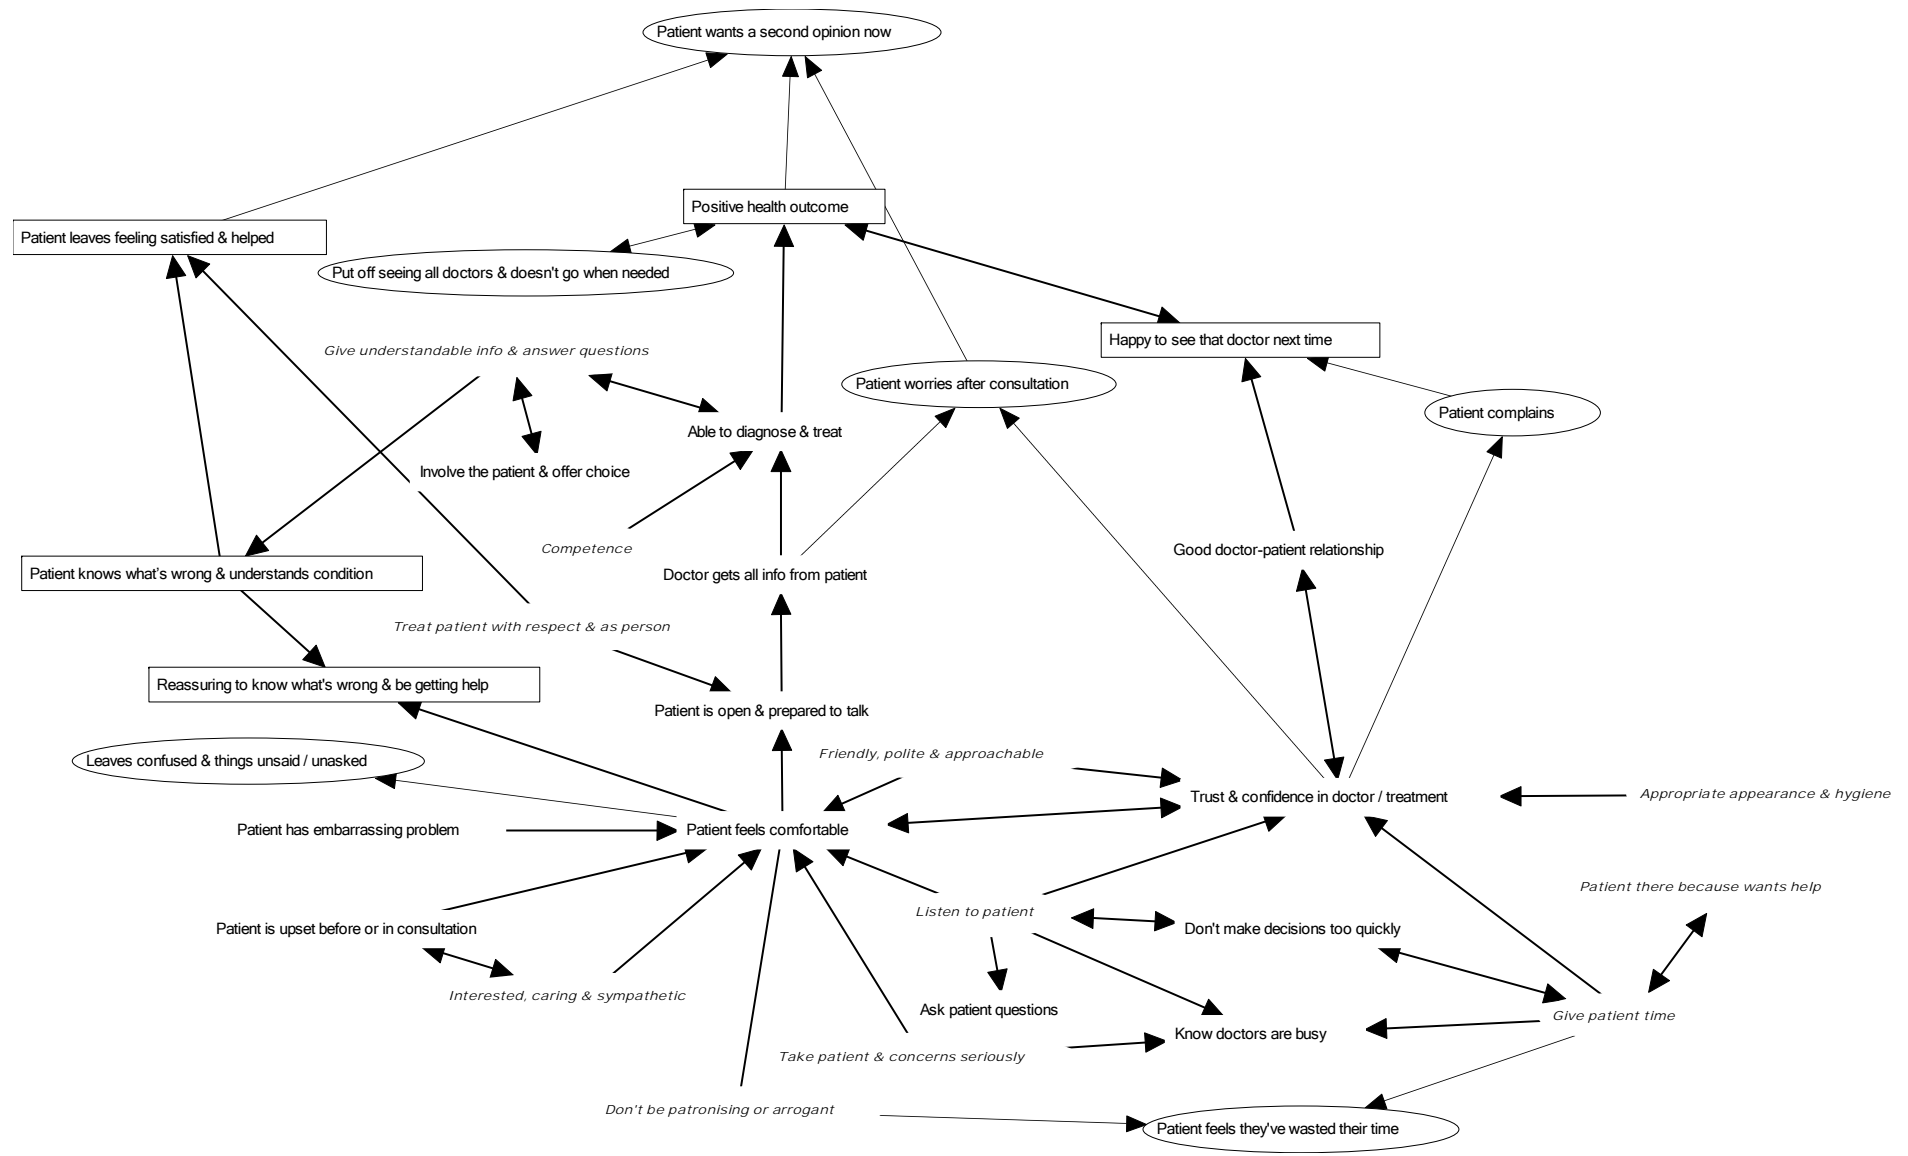 Patient wants a second opinion now
Positive health outcome
Patient leaves feeling satisfied & helped
Put off seeing all doctors & doesn't go when needed
Happy to see that doctor next time
Give understandable info & answer questions
Patient worries after consultation
Patient complains
Able to diagnose & treat
Involve the patient & offer choice
Competence
Good doctor-patient relationship
Patient knows what's wrong & understands condition
Doctor gets all info from patient
Treat patient with respect & as person
Reassuring to know what's wrong & be getting help
Patient is open & prepared to talk
Friendly, polite & approachable
Leaves confused & things unsaid / unasked
Trust & confidence in doctor / treatment
Appropriate appearance & hygiene
Patient has embarrassing problem
Patient feels comfortable
Patient there because wants help
Listen to patient
Patient is upset before or in consultation
Don't make decisions too quickly
Interested, caring & sympathetic
Ask patient questions
Give patient time
Know doctors are busy
Take patient & concerns seriously
Don't be patronising or arrogant
Patient feels they've wasted their time